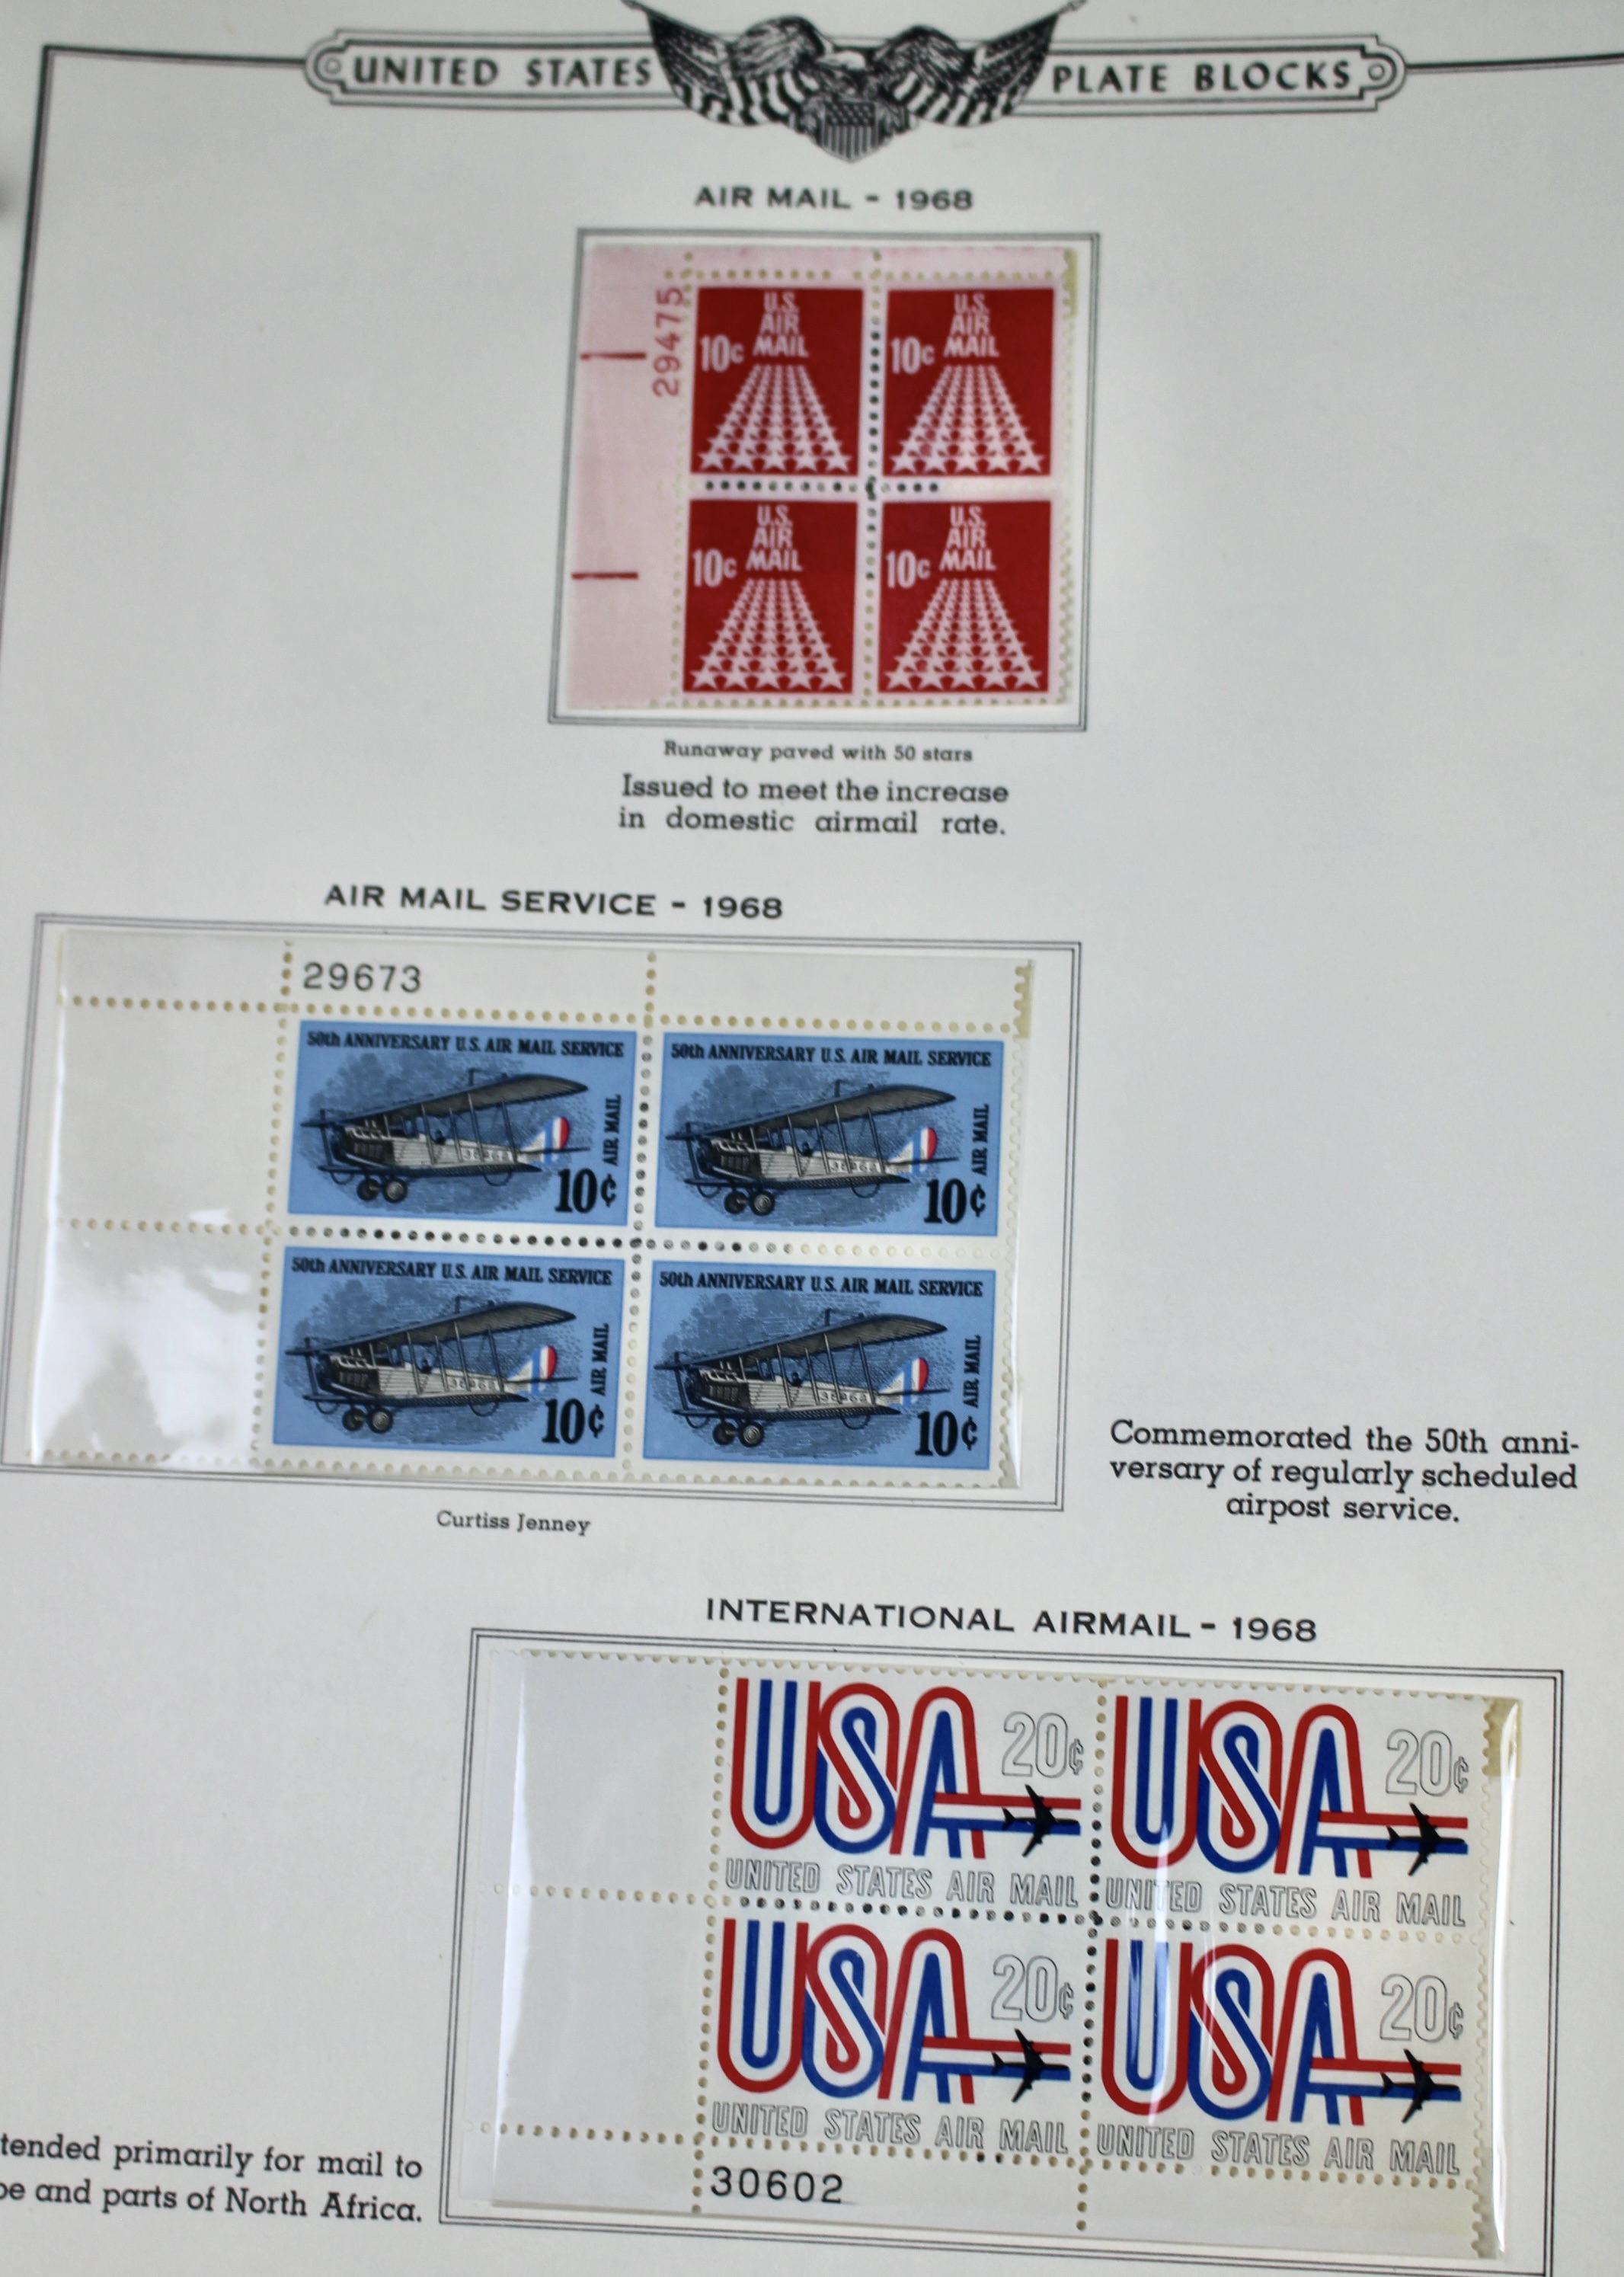 UNITED STATES PLATE BLOCKS
AIR MAIL - 1968
29475
U.S.
AIR
MAIL
10c
U.S.
AIR
MAIL
10c
U.S.
AIR
MAIL
10c
U.S.
AIR
MAIL
10c
Runaway paved with 50 stars
Issued to meet the increase
in domestic airmail rate.
AIR MAIL SERVICE - 1968
29673
50th ANNIVERSARY U.S. AIR MAIL SERVICE
38262
AIR MAIL
10¢
50th ANNIVERSARY U.S. AIR MAIL SERVICE
38262
AIR MAIL
10¢
50th ANNIVERSARY U.S. AIR MAIL SERVICE
AIR MAIL
10¢
50th ANNIVERSARY U.S. AIR MAIL SERVICE
AIR MAIL
10¢
Curtiss Jenney
Commemorated the 50th anni-
versary of regularly scheduled
airpost service.
INTERNATIONAL AIRMAIL - 1968
USA 20¢
UNITED STATES AIR MAIL
USA 20¢
UNITED STATES AIR MAIL
USA 20¢
UNITED STATES AIR MAIL
USA 20¢
UNITED STATES AIR MAIL
30602
tended primarily for mail to
pe and parts of North Africa.